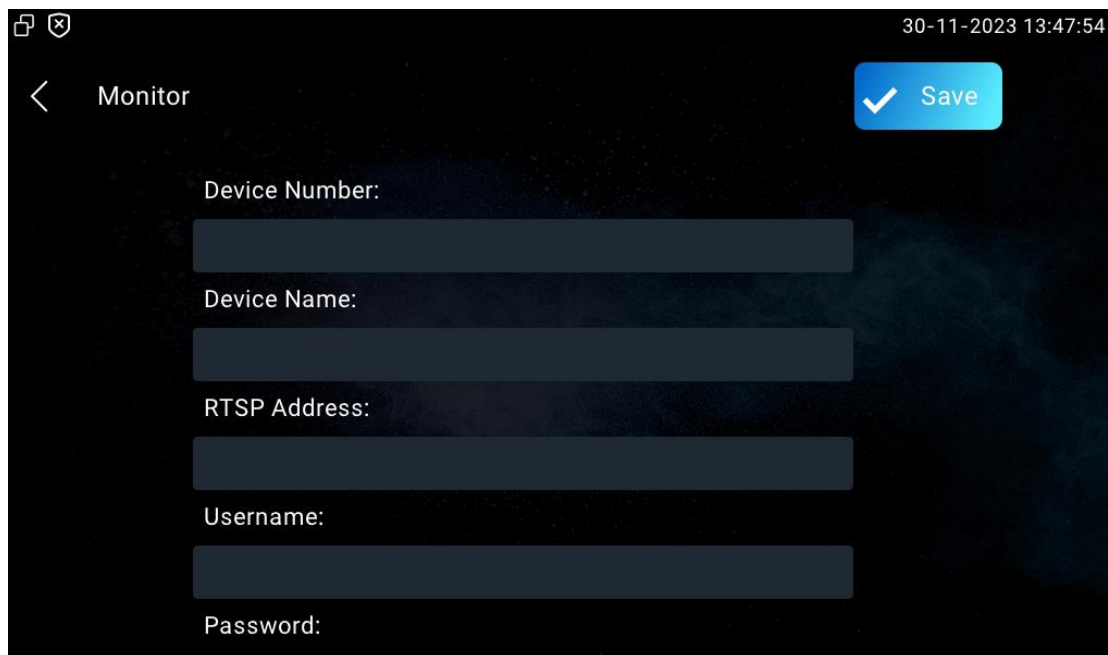 30-11-2023 13:47:54
Monitor
Save
Device Number:
Device Name:
RTSP Address:
Username:
Password: